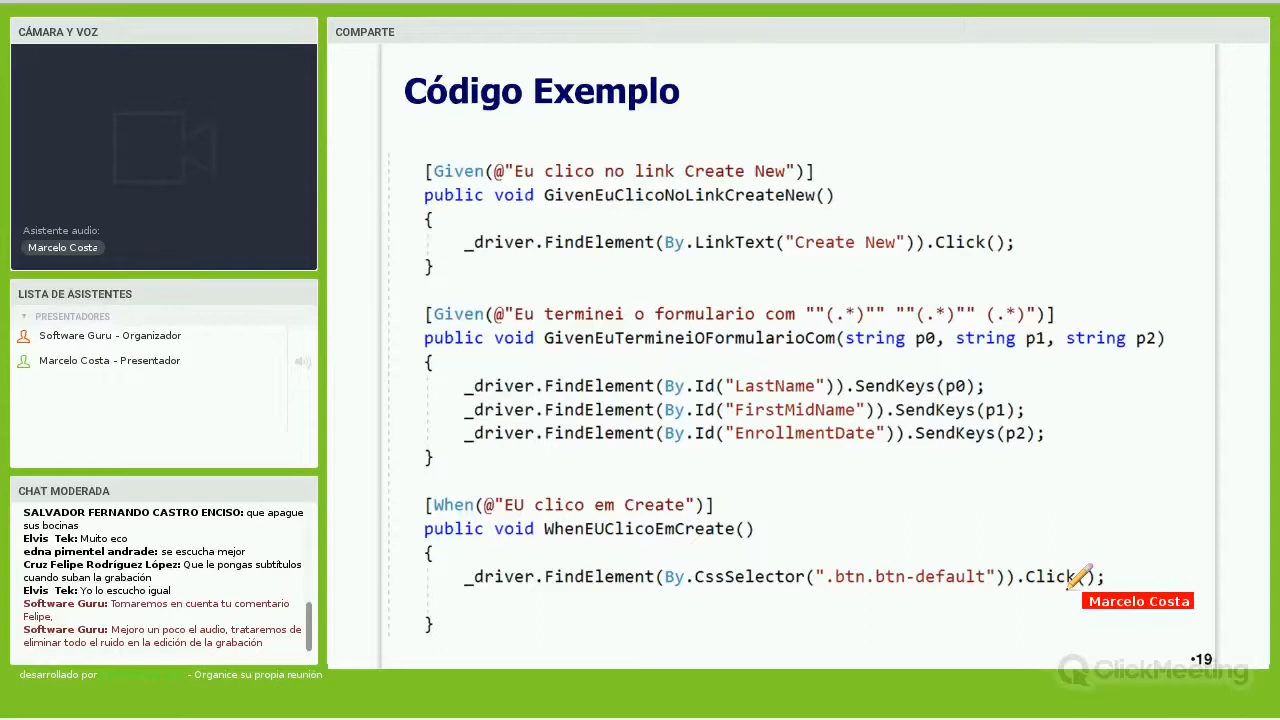 CÁMARA Y VOZ
Asistente audio:
Marcelo Costa
LISTA DE ASISTENTES
PRESENTADORES
Software Guru - Organizador
Marcelo Costa - Presentador
CHAT MODERADA
SALVADOR FERNANDO CASTRO ENCISO: que apague
sus bocinas
Elvis Tek: Muito eco
edna pimentel andrade: se escucha mejor
Cruz Felipe Rodríguez López: Que le pongas subtítulos
cuando suban la grabación
Elvis Tek: Yo lo escucho igual
Software Guru: Tomaremos en cuenta tu comentario
Felipe,
Software Guru: Mejoro un poco el audio, trataremos de
eliminar todo el ruido en la edición de la grabación
desarrollado por - Organice su propia reunión
COMPARTE
Código Exemplo
[Given(@"Eu clico no link Create New")]
public void GivenEuClicoNoLinkCreateNew()
{
_driver.FindElement(By.LinkText("Create New")).Click();
}
[Given(@"Eu terminei o formulario com ""(.*)"" ""(.*)"" (.*)")]
public void GivenEuTermineiOFormularioCom(string p0, string p1, string p2)
{
_driver.FindElement(By.Id("LastName")).SendKeys(p0);
_driver.FindElement(By.Id("FirstMidName")).SendKeys(p1);
_driver.FindElement(By.Id("EnrollmentDate")).SendKeys(p2);
}
[When(@"EU clico em Create")]
public void WhenEUClicoEmCreate()
{
_driver.FindElement(By.CssSelector(".btn.btn-default")).Click();
Marcelo Costa
}
•19
ClickMeeting